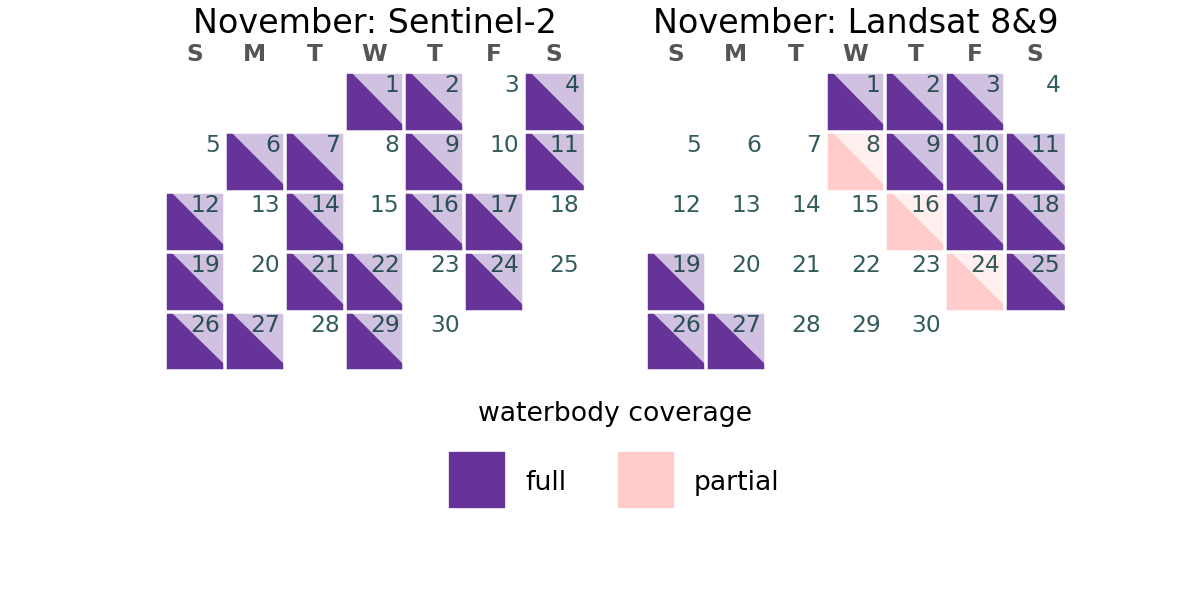 November: Sentinel-2
S M T W T F S
1 2 3 4
5 6 7 8 9 10 11
12 13 14 15 16 17 18
19 20 21 22 23 24 25
26 27 28 29 30
November: Landsat 8&9
S M T W T F S
1 2 3 4
5 6 7 8 9 10 11
12 13 14 15 16 17 18
19 20 21 22 23 24 25
26 27 28 29 30
waterbody coverage
full partial